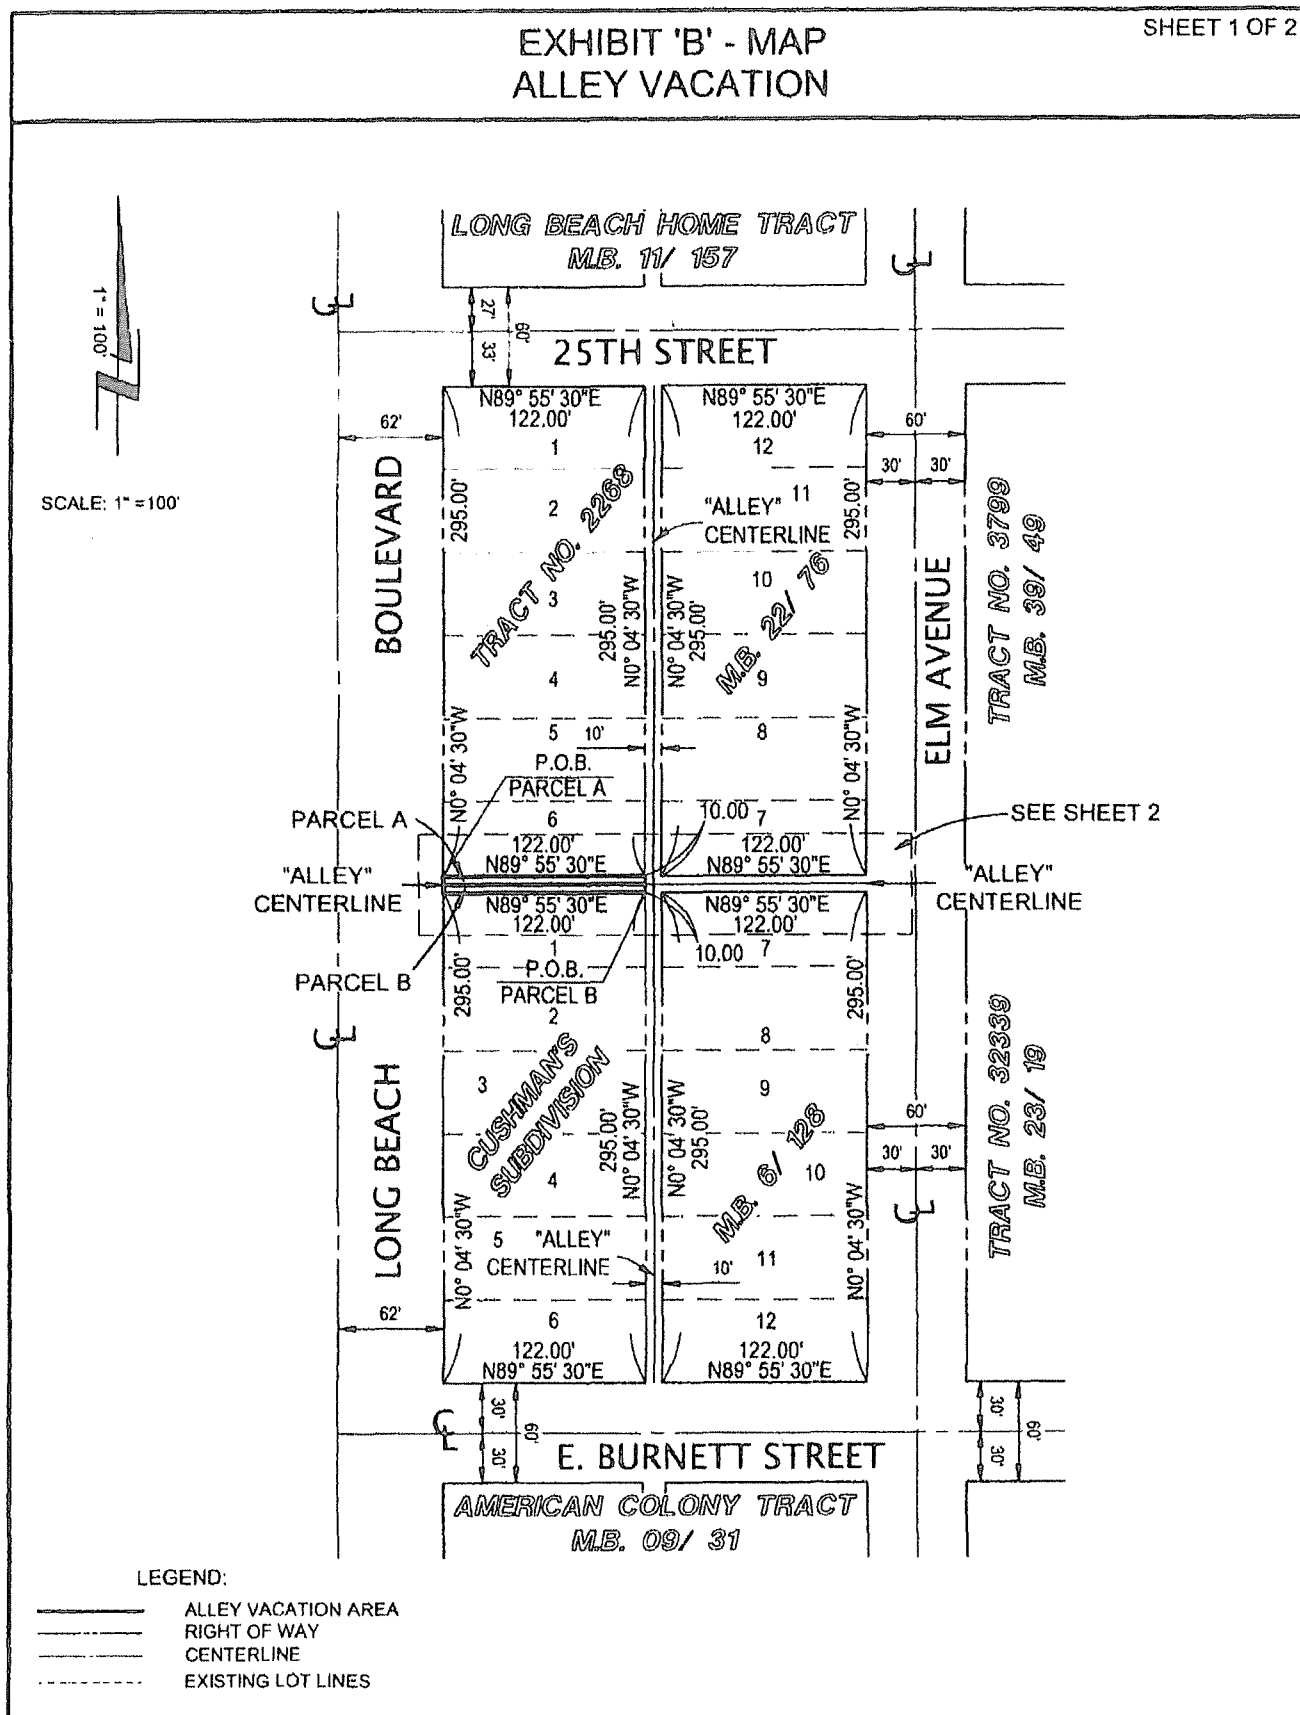 EXHIBIT 'B' - MAP
ALLEY VACATION
SHEET 1 OF 2
LONG BEACH HOME TRACT
M.B. 11/ 157
1" = 100'
SCALE: 1" =100'
CL
CL
27'
33'
60'
25TH STREET
N89° 55' 30"E
122.00'
N89° 55' 30"E
122.00'
62'
60'
30'
30'
1
12
2
11
3
10
4
9
5
8
6
7
295.00'
295.00'
295.00'
295.00'
N0° 04' 30"W
N0° 04' 30"W
N0° 04' 30"W
N0° 04' 30"W
TRACT NO. 2268
M.B. 22/ 76
"ALLEY"
CENTERLINE
BOULEVARD
ELM AVENUE
TRACT NO. 3799
M.B. 39/ 49
10'
P.O.B.
PARCEL A
10.00
PARCEL A
SEE SHEET 2
122.00'
N89° 55' 30"E
122.00'
N89° 55' 30"E
"ALLEY"
CENTERLINE
"ALLEY"
CENTERLINE
N89° 55' 30"E
122.00'
N89° 55' 30"E
122.00'
10.00
PARCEL B
P.O.B.
PARCEL B
1
7
2
8
3
9
4
10
5
11
6
12
295.00'
295.00'
295.00'
295.00'
N0° 04' 30"W
N0° 04' 30"W
N0° 04' 30"W
N0° 04' 30"W
CUSHMAN'S
SUBDIVISION
M.B. 6/ 128
CL
LONG BEACH
TRACT NO. 32339
M.B. 23/ 19
60'
30'
30'
CL
"ALLEY"
CENTERLINE
10'
62'
122.00'
N89° 55' 30"E
122.00'
N89° 55' 30"E
CL
30'
30'
60'
30'
30'
60'
E. BURNETT STREET
AMERICAN COLONY TRACT
M.B. 09/ 31
LEGEND:
ALLEY VACATION AREA
RIGHT OF WAY
CENTERLINE
EXISTING LOT LINES